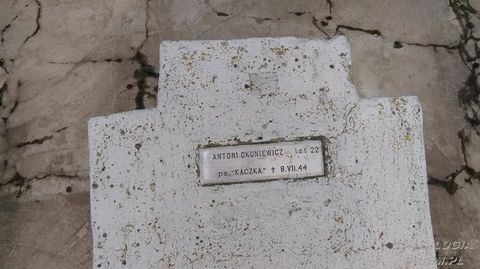 ANTONI OKUNIEWICZ lat 22
ps. "KACZKA" † 8.VII.44